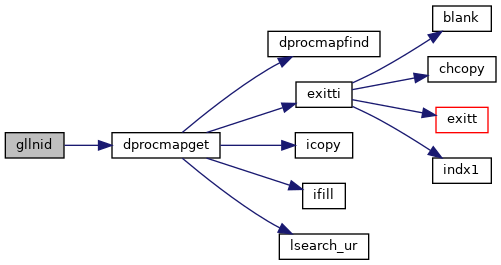 gllnid
dprocmapget
dprocmapfind
exitti
icopy
ifill
lsearch_ur
blank
chcopy
exitt
indx1